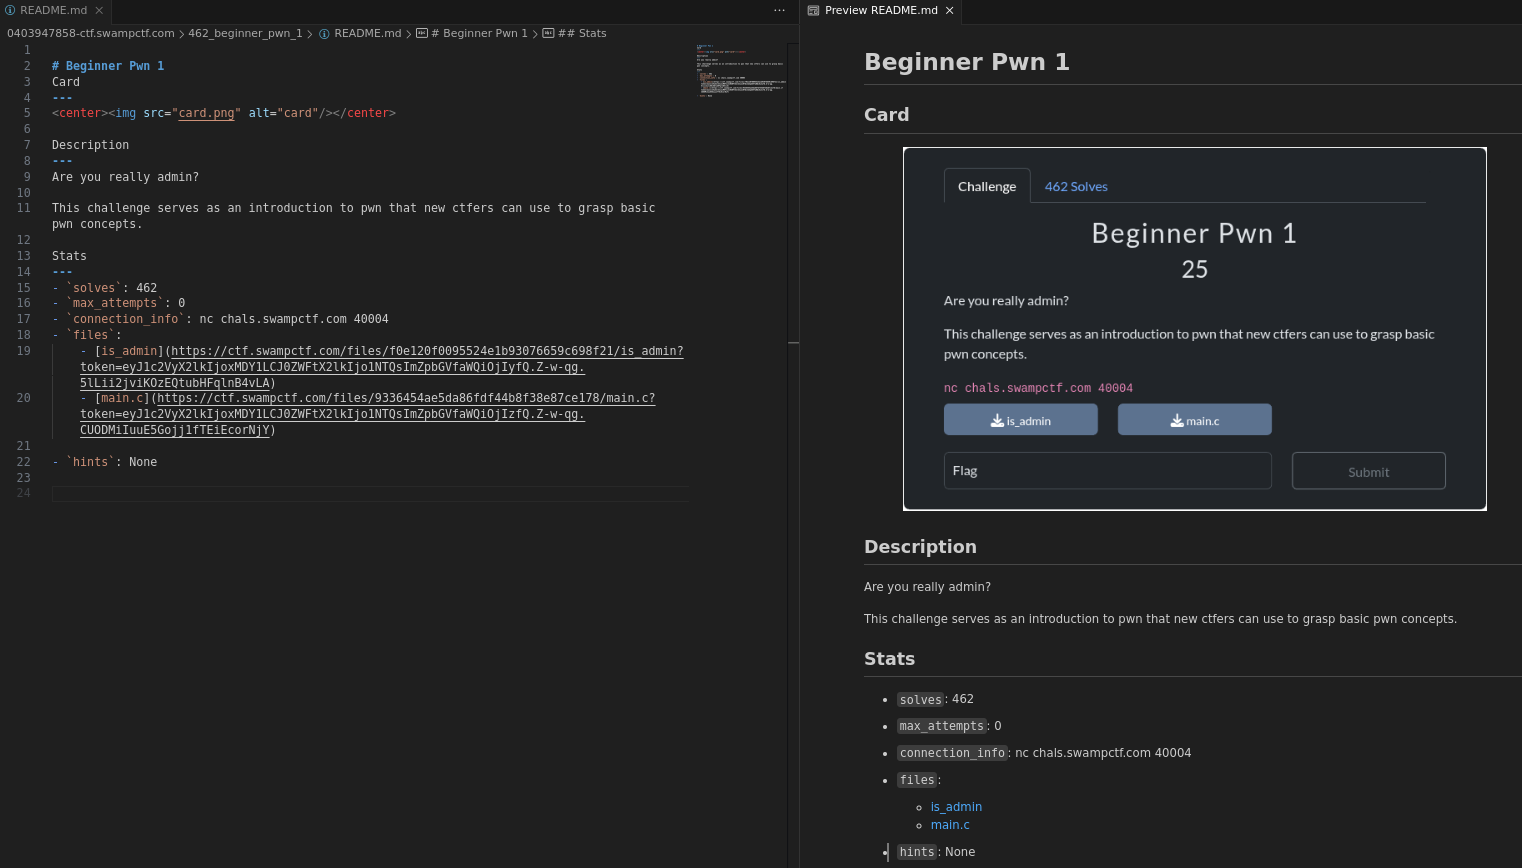 README.md
0403947858-ctf.swampctf.com > 462_beginner_pwn_1 > README.md > # Beginner Pwn 1 > ## Stats
1
2 # Beginner Pwn 1
3 Card
4 ---
5 <center><img src="card.png" alt="card"/></center>
6
7 Description
8 ---
9 Are you really admin?
10
11 This challenge serves as an introduction to pwn that new ctfers can use to grasp basic
pwn concepts.
12
13 Stats
14 ---
15 - `solves`: 462
16 - `max_attempts`: 0
17 - `connection_info`: nc chals.swampctf.com 40004
18 - `files`:
19 - [is_admin](https://ctf.swampctf.com/files/f0e120f0095524e1b93076659c698f21/is_admin?
token=eyJ1c2VyX2lkIjoxMDY1LCJ0ZWFtX2lkIjo1NTQsImZpbGVfaWQiOjIyfQ.Z-w-qg.
5lLii2jviKOzEQtubHFqlnB4vLA)
20 - [main.c](https://ctf.swampctf.com/files/9336454ae5da86fdf44b8f38e87ce178/main.c?
token=eyJ1c2VyX2lkIjoxMDY1LCJ0ZWFtX2lkIjo1NTQsImZpbGVfaWQiOjIzfQ.Z-w-qg.
CUODMiIuuE5Gojj1fTEiEcorNjY)
21
22 - `hints`: None
23
24
Preview README.md
Beginner Pwn 1
Card
Challenge
462 Solves
Beginner Pwn 1
25
Are you really admin?
This challenge serves as an introduction to pwn that new ctfers can use to grasp basic
pwn concepts.
nc chals.swampctf.com 40004
is_admin
main.c
Flag
Submit
Description
Are you really admin?
This challenge serves as an introduction to pwn that new ctfers can use to grasp basic pwn concepts.
Stats
solves: 462
max_attempts: 0
connection_info: nc chals.swampctf.com 40004
files:
is_admin
main.c
hints: None